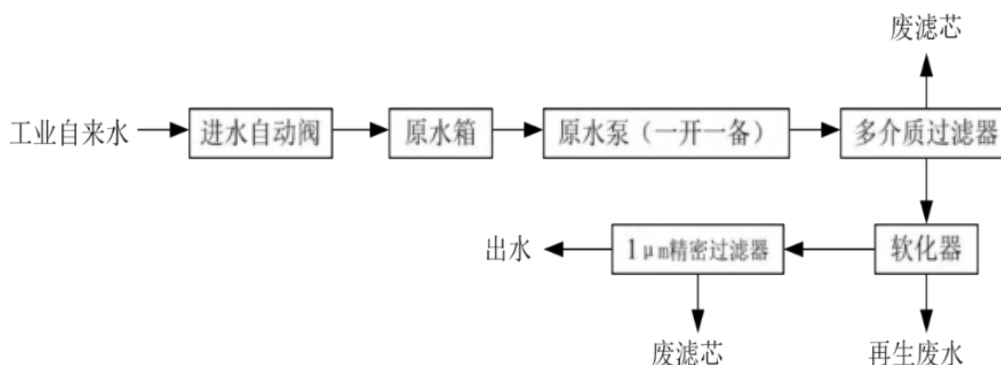 废滤芯
工业自来水
进水自动阀
原水箱
原水泵（一开一备）
多介质过滤器
出水
1μm精密过滤器
软化器
废滤芯
再生废水